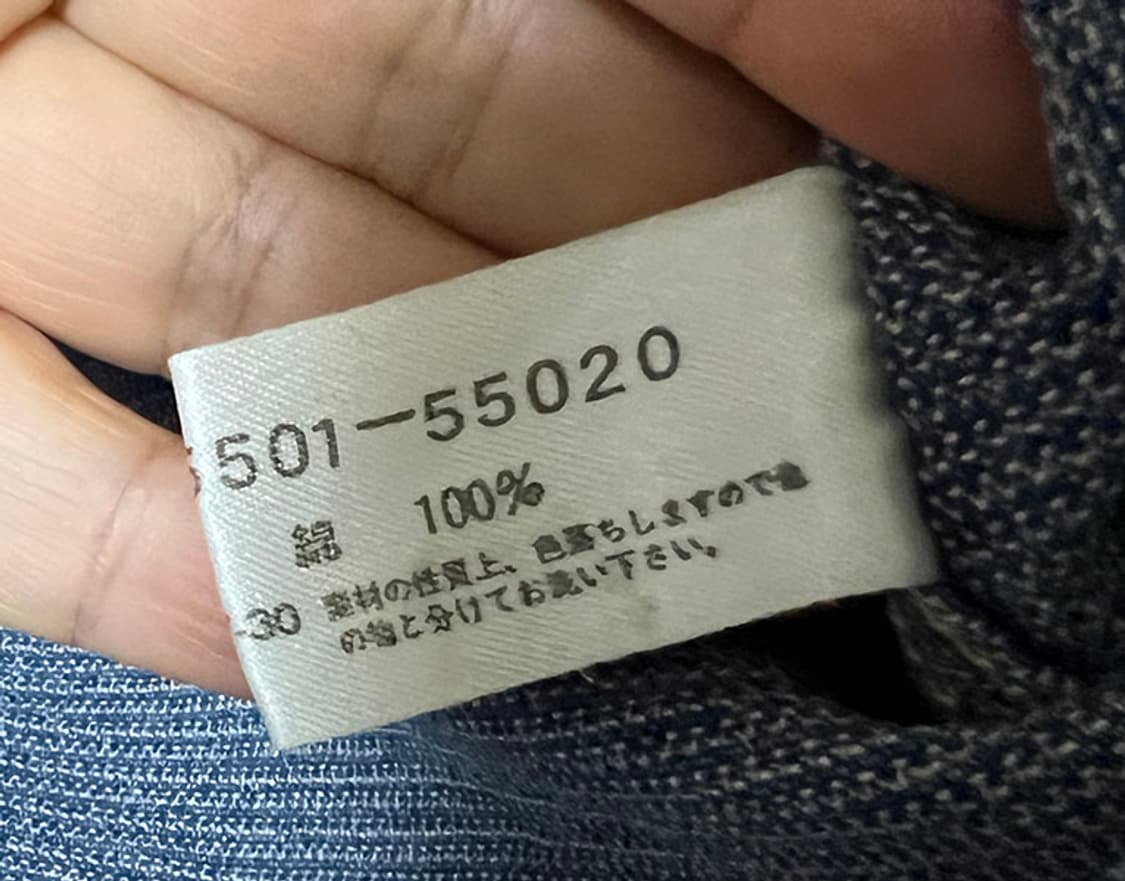 501-55020
綿 100%
素材の性質上、色落ちしますので他
-30 の物と分けてお洗い下さい。